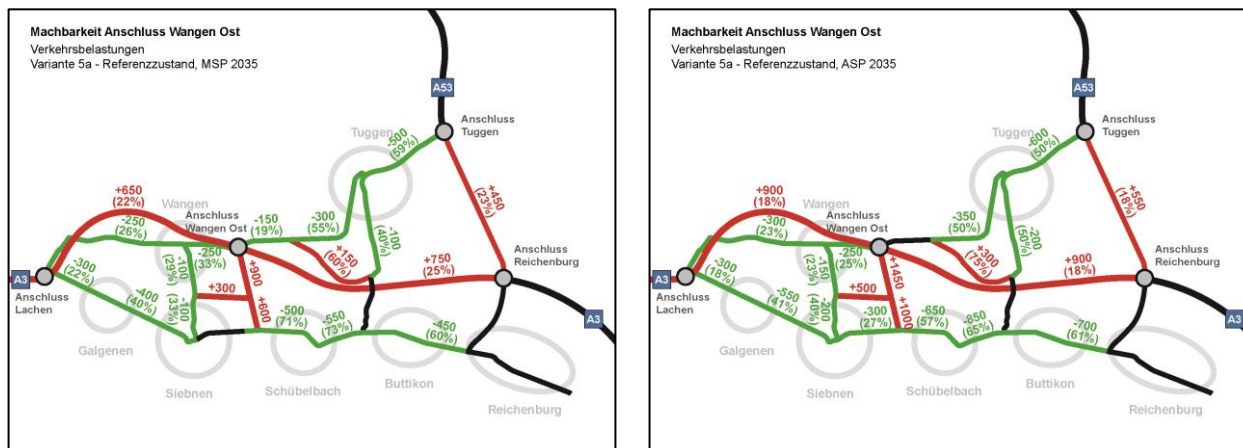 Machbarkeit Anschluss Wangen Ost
Verkehrsbelastungen
Variante 5a - Referenzzustand, MSP 2035
A53
Anschluss
Tuggen
Tuggen
-500
(59%)
+650
(22%)
Wangen
-250
(26%)
Anschluss
Wangen Ost
-150
(19%)
-300
(55%)
-100
(40%)
+450
(23%)
+150
(60%)
+750
(25%)
Anschluss
Reichenburg
A3
Anschluss
Lachen
-300
(22%)
-100
(29%)
-250
(33%)
+900
+300
+600
-400
(40%)
-100
(33%)
-500
(71%)
-550
(73%)
-450
(60%)
A3
Galgenen
Siebnen
Schübelbach
Buttikon
Reichenburg
Machbarkeit Anschluss Wangen Ost
Verkehrsbelastungen
Variante 5a - Referenzzustand, ASP 2035
A53
Anschluss
Tuggen
Tuggen
-600
(50%)
+900
(18%)
Wangen
-300
(23%)
Anschluss
Wangen Ost
-350
(50%)
-200
(50%)
+550
(18%)
+300
(75%)
+900
(18%)
Anschluss
Reichenburg
A3
Anschluss
Lachen
-300
(18%)
-150
(23%)
-250
(25%)
+1450
+500
+1000
-550
(41%)
-200
(40%)
-300
(27%)
-650
(57%)
-850
(65%)
-700
(61%)
A3
Galgenen
Siebnen
Schübelbach
Buttikon
Reichenburg